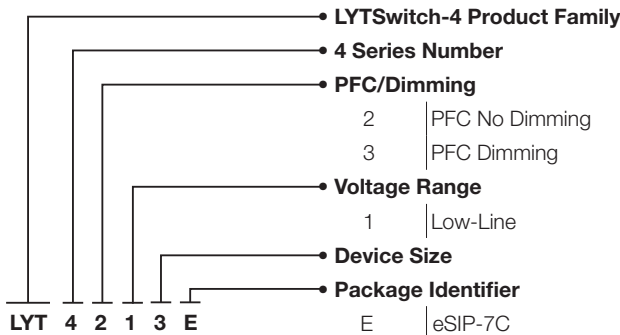 LYTSwitch-4 Product Family
4 Series Number
PFC/Dimming
2 PFC No Dimming
3 PFC Dimming
Voltage Range
1 Low-Line
Device Size
Package Identifier
LYT 4 2 1 3 E E eSIP-7C